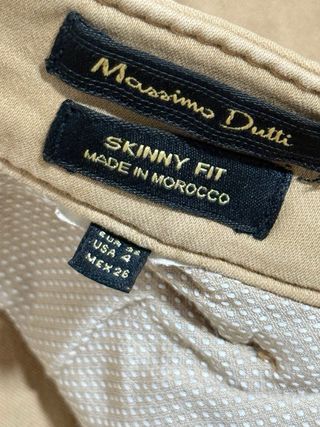 Massimo Dutti
SKINNY FIT
MADE IN MOROCCO
EUR 36
USA 4
MEX 26